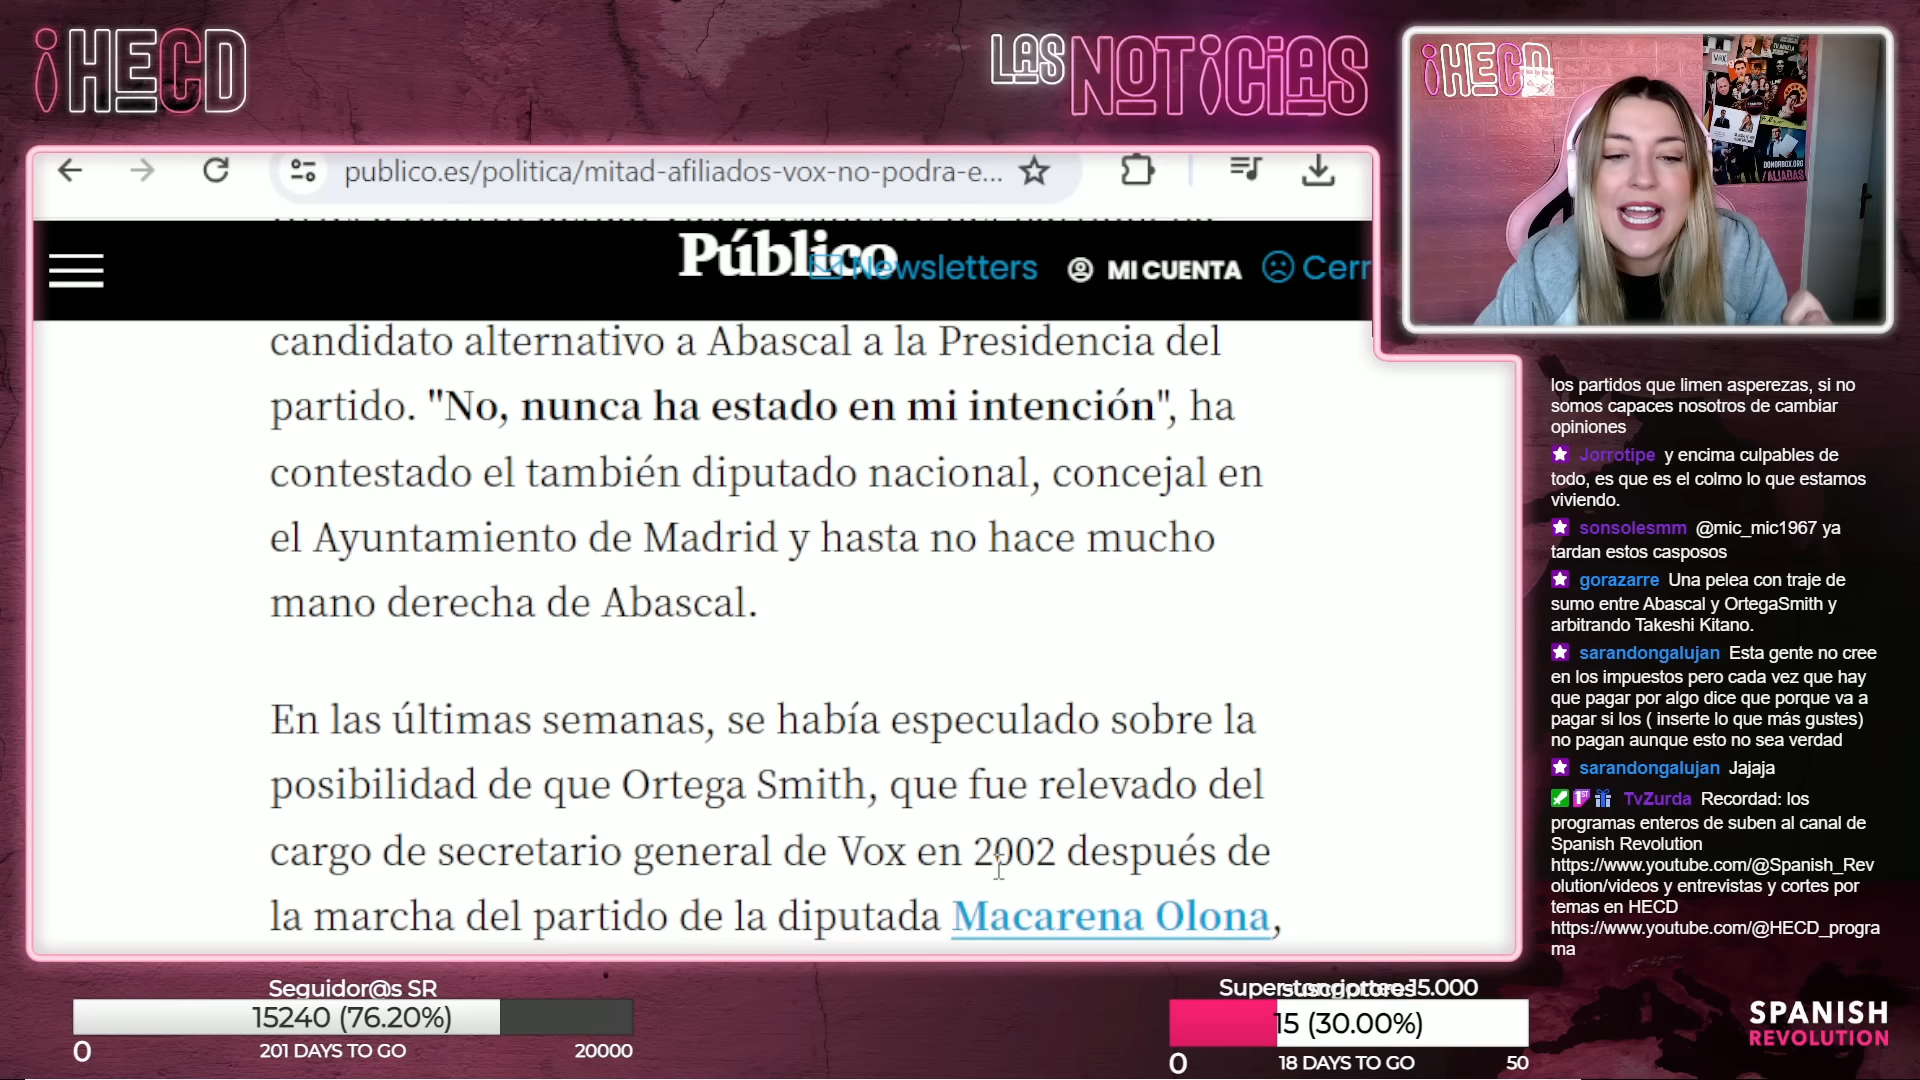 ¡HECD
LAS NOTICIAS
¡HECD
VOX
DONORBOX.ORG
/ALIADAS
publico.es/politica/mitad-afiliados-vox-no-podra-e...
Público
Newsletters
MI CUENTA
Cerr
candidato alternativo a Abascal a la Presidencia del
partido. "No, nunca ha estado en mi intención", ha
contestado el también diputado nacional, concejal en
el Ayuntamiento de Madrid y hasta no hace mucho
mano derecha de Abascal.
En las últimas semanas, se había especulado sobre la
posibilidad de que Ortega Smith, que fue relevado del
cargo de secretario general de Vox en 2002 después de
la marcha del partido de la diputada Macarena Olona,
los partidos que limen asperezas, si no
somos capaces nosotros de cambiar
opiniones
Jorrotipe y encima culpables de
todo, es que es el colmo lo que estamos
viviendo.
sonsolesmm @mic_mic1967 ya
tardan estos casposos
gorazarre Una pelea con traje de
sumo entre Abascal y OrtegaSmith y
arbitrando Takeshi Kitano.
sarandongalujan Esta gente no cree
en los impuestos pero cada vez que hay
que pagar por algo dice que porque va a
pagar si los ( inserte lo que más gustes)
no pagan aunque esto no sea verdad
sarandongalujan Jajaja
1ST TvZurda Recordad: los
programas enteros de suben al canal de
Spanish Revolution
https://www.youtube.com/@Spanish_Rev
olution/videos y entrevistas y cortes por
temas en HECD
https://www.youtube.com/@HECD_progra
ma
Seguidor@s SR
15240 (76.20%)
0
201 DAYS TO GO
20000
15.000
15 (30.00%)
0
18 DAYS TO GO
50
SPANISH
REVOLUTION